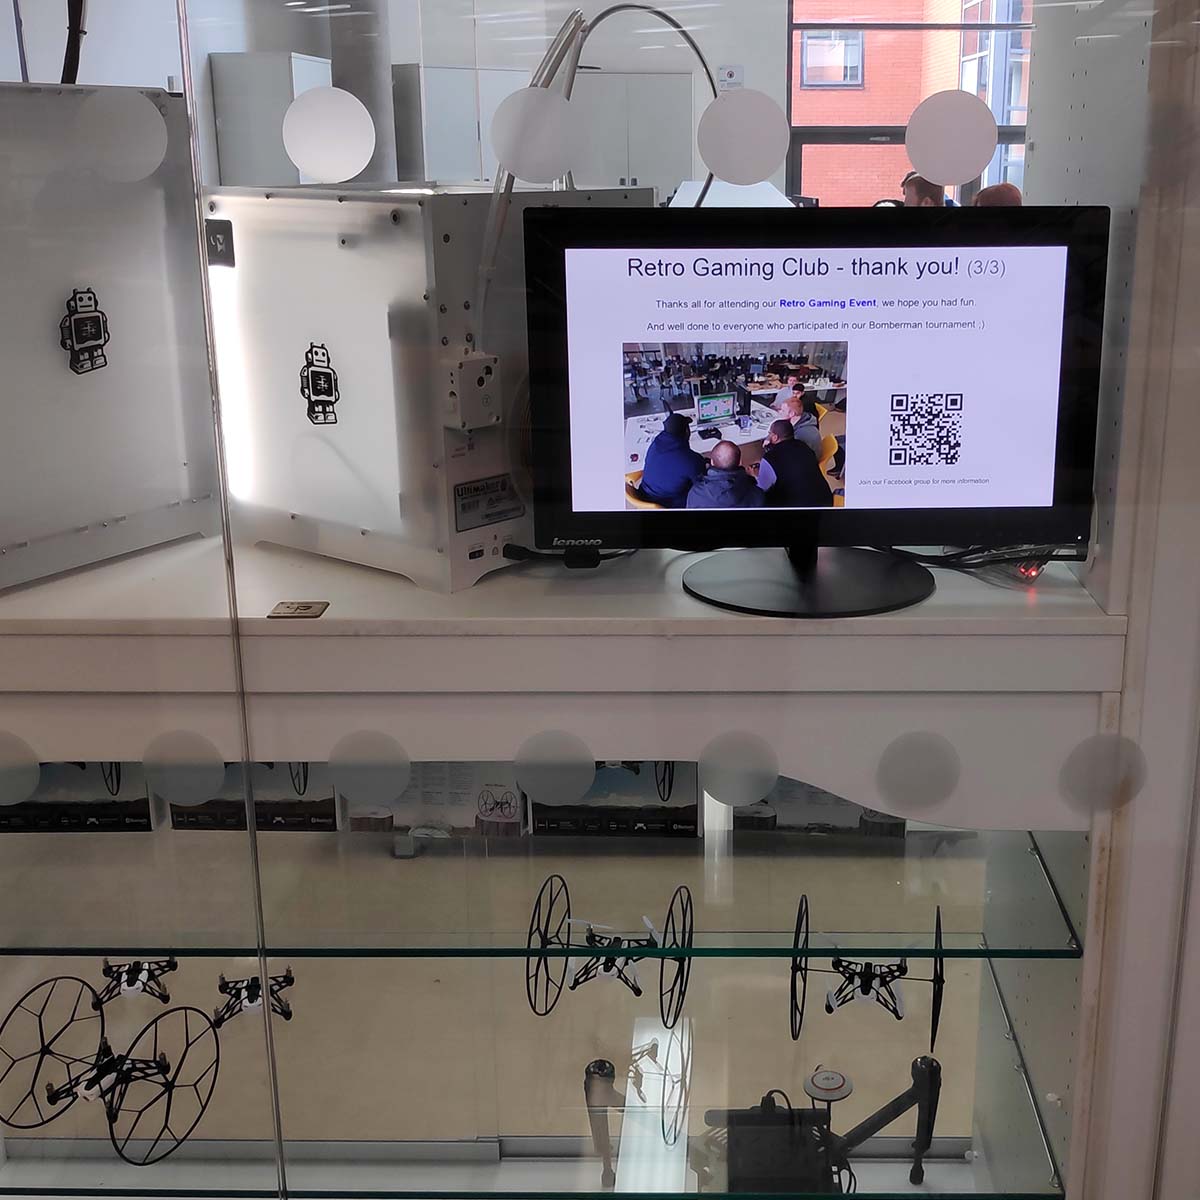 Retro Gaming Club - thank you! (3/3)
Thanks all for attending our Retro Gaming Event, we hope you had fun.
And well done to everyone who participated in our Bomberman tournament ;)
Join our Facebook group for more information
Ultimaker
lenovo